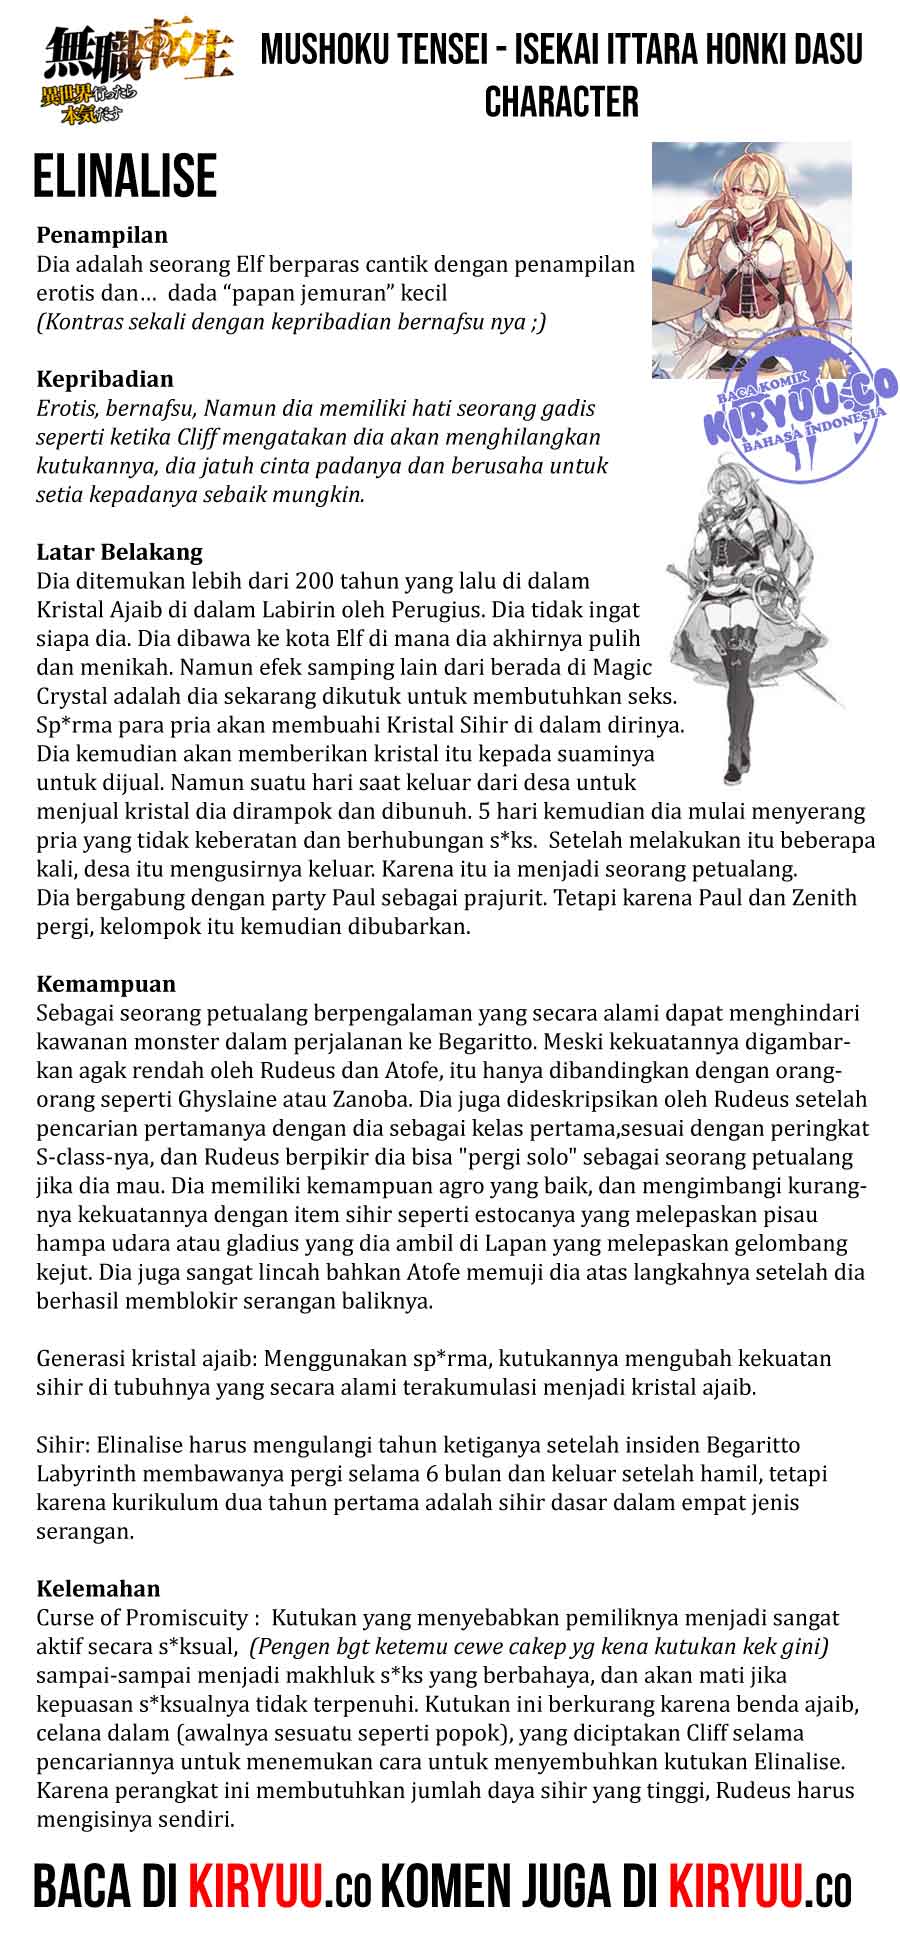 無職転生
異世界行ったら
本気だす
MUSHOKU TENSEI - ISEKAI ITTARA HONKI DASU
CHARACTER
ELINALISE
Penampilan
Dia adalah seorang Elf berparas cantik dengan penampilan
erotis dan…  dada “papan jemuran” kecil
(Kontras sekali dengan kepribadian bernafsu nya ;)
Kepribadian
Erotis, bernafsu, Namun dia memiliki hati seorang gadis
seperti ketika Cliff mengatakan dia akan menghilangkan
kutukannya, dia jatuh cinta padanya dan berusaha untuk
setia kepadanya sebaik mungkin.
BACA KOMIK
KIRYUU.CO
BAHASA INDONESIA
Latar Belakang
Dia ditemukan lebih dari 200 tahun yang lalu di dalam
Kristal Ajaib di dalam Labirin oleh Perugius. Dia tidak ingat
siapa dia. Dia dibawa ke kota Elf di mana dia akhirnya pulih
dan menikah. Namun efek samping lain dari berada di Magic
Crystal adalah dia sekarang dikutuk untuk membutuhkan seks.
Sp*rma para pria akan membuahi Kristal Sihir di dalam dirinya.
Dia kemudian akan memberikan kristal itu kepada suaminya
untuk dijual. Namun suatu hari saat keluar dari desa untuk
menjual kristal dia dirampok dan dibunuh. 5 hari kemudian dia mulai menyerang
pria yang tidak keberatan dan berhubungan s*ks.  Setelah melakukan itu beberapa
kali, desa itu mengusirnya keluar. Karena itu ia menjadi seorang petualang.
Dia bergabung dengan party Paul sebagai prajurit. Tetapi karena Paul dan Zenith
pergi, kelompok itu kemudian dibubarkan.
Kemampuan
Sebagai seorang petualang berpengalaman yang secara alami dapat menghindari
kawanan monster dalam perjalanan ke Begaritto. Meski kekuatannya digambar-
kan agak rendah oleh Rudeus dan Atofe, itu hanya dibandingkan dengan orang-
orang seperti Ghyslaine atau Zanoba. Dia juga dideskripsikan oleh Rudeus setelah
pencarian pertamanya dengan dia sebagai kelas pertama,sesuai dengan peringkat
S-class-nya, dan Rudeus berpikir dia bisa "pergi solo" sebagai seorang petualang
jika dia mau. Dia memiliki kemampuan agro yang baik, dan mengimbangi kurang-
nya kekuatannya dengan item sihir seperti estocanya yang melepaskan pisau
hampa udara atau gladius yang dia ambil di Lapan yang melepaskan gelombang
kejut. Dia juga sangat lincah bahkan Atofe memuji dia atas langkahnya setelah dia
berhasil memblokir serangan baliknya.
Generasi kristal ajaib: Menggunakan sp*rma, kutukannya mengubah kekuatan
sihir di tubuhnya yang secara alami terakumulasi menjadi kristal ajaib.
Sihir: Elinalise harus mengulangi tahun ketiganya setelah insiden Begaritto
Labyrinth membawanya pergi selama 6 bulan dan keluar setelah hamil, tetapi
karena kurikulum dua tahun pertama adalah sihir dasar dalam empat jenis
serangan.
Kelemahan
Curse of Promiscuity :  Kutukan yang menyebabkan pemiliknya menjadi sangat
aktif secara s*ksual,  (Pengen bgt ketemu cewe cakep yg kena kutukan kek gini)
sampai-sampai menjadi makhluk s*ks yang berbahaya, dan akan mati jika
kepuasan s*ksualnya tidak terpenuhi. Kutukan ini berkurang karena benda ajaib,
celana dalam (awalnya sesuatu seperti popok), yang diciptakan Cliff selama
pencariannya untuk menemukan cara untuk menyembuhkan kutukan Elinalise.
Karena perangkat ini membutuhkan jumlah daya sihir yang tinggi, Rudeus harus
mengisinya sendiri.
BACA DI KIRYUU.CO KOMEN JUGA DI KIRYUU.CO